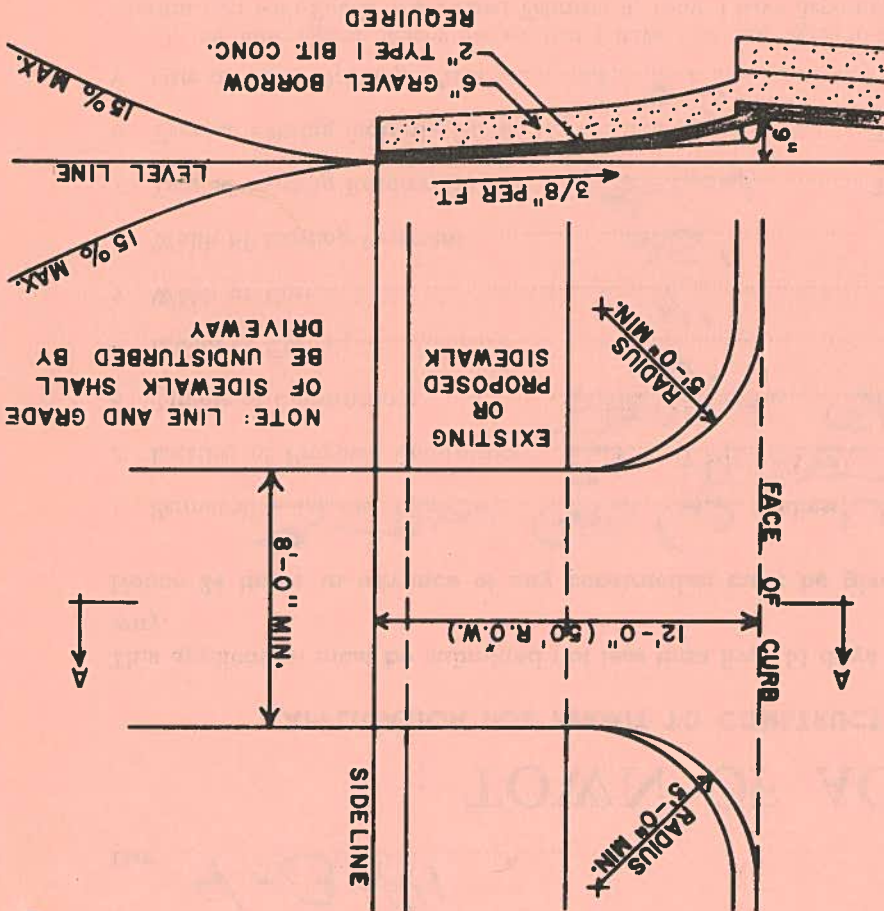 RADIUS
5'-0" MIN.
SIDELINE
A
A
8'-0" MIN.
12'-0" (50' R.O.W.)
FACE OF CURB
EXISTING
OR
PROPOSED
SIDEWALK
NOTE: LINE AND GRADE
OF SIDEWALK SHALL
BE UNDISTURBED BY
DRIVEWAY
RADIUS
5'-0" MIN.
15% MAX.
3/8" PER FT.
LEVEL LINE
6"
15% MAX.
6" GRAVEL BORROW
2" TYPE I BIT. CONC.
REQUIRED